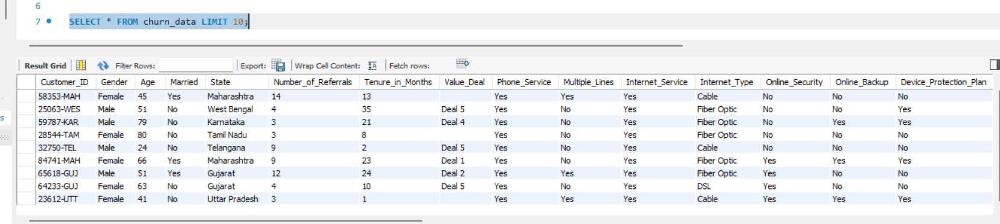 6
7 SELECT * FROM churn_data LIMIT 10;
Result Grid Filter Rows: Export: Wrap Cell Content: IA Fetch rows:
Customer_ID Gender Age Married State Number_of_Referrals Tenure_in_Months Value_Deal Phone_Service Multiple_Lines Internet_Service Internet_Type Online_Security Online_Backup Device_Protection_Plan
58353-MAH Female 45 Yes Maharashtra 14 13 Yes Yes Yes Cable No No No
s 25063-WES Male 51 No West Bengal 4 35 Deal 5 Yes No Yes Fiber Optic No No Yes
59787-KAR Male 79 No Karnataka 3 21 Deal 4 Yes No Yes Fiber Optic No Yes Yes
28544-TAM Female 80 No Tamil Nadu 3 8 Yes No Yes Fiber Optic No No No
32750-TEL Male 24 No Telangana 9 2 Deal 5 Yes No Yes Cable No No No
84741-MAH Female 66 Yes Maharashtra 9 23 Deal 1 Yes No Yes Fiber Optic Yes Yes Yes
65618-GUJ Male 51 Yes Gujarat 12 24 Deal 2 Yes Yes Yes Fiber Optic Yes No No
64233-GUJ Female 63 No Gujarat 4 10 Deal 5 Yes No Yes DSL Yes No No
23612-UTT Female 41 No Uttar Pradesh 3 1 Yes Yes Yes Cable Yes Yes Yes